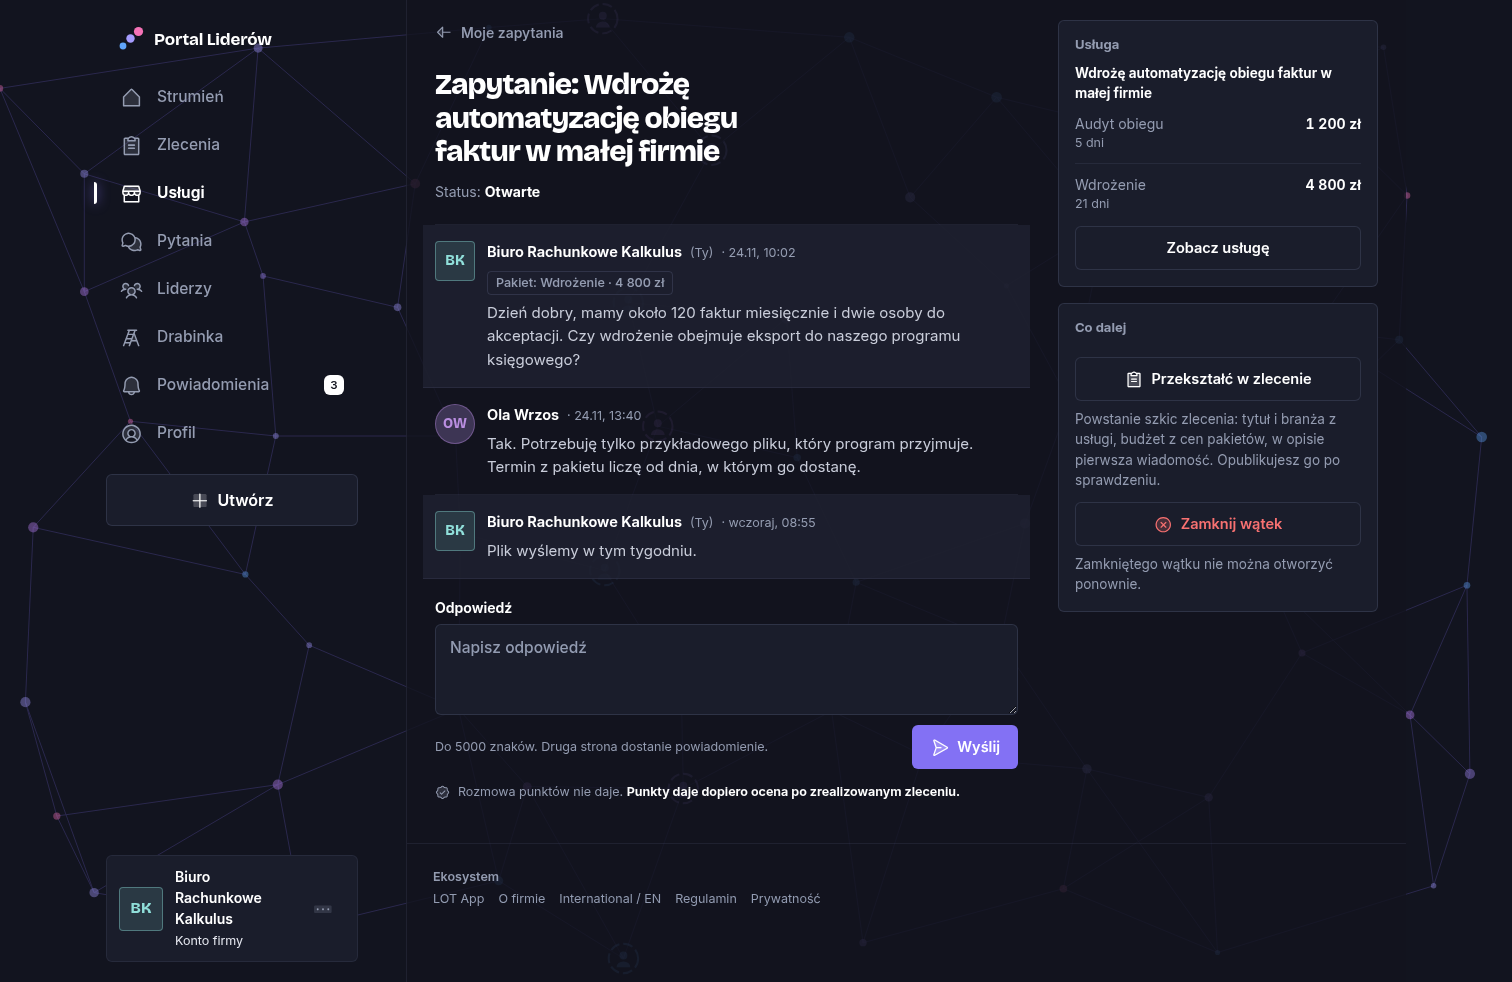 Portal Liderów
Strumień
Zlecenia
Usługi
Pytania
Liderzy
Drabinka
Powiadomienia 3
Profil
Utwórz
BK
Biuro
Rachunkowe
Kalkulus
Konto firmy
Moje zapytania
Zapytanie: Wdrożę
automatyzację obiegu
faktur w małej firmie
Status: Otwarte
BK
Biuro Rachunkowe Kalkulus (Ty) · 24.11, 10:02
Pakiet: Wdrożenie · 4 800 zł
Dzień dobry, mamy około 120 faktur miesięcznie i dwie osoby do
akceptacji. Czy wdrożenie obejmuje eksport do naszego programu
księgowego?
OW
Ola Wrzos · 24.11, 13:40
Tak. Potrzebuję tylko przykładowego pliku, który program przyjmuje.
Termin z pakietu liczę od dnia, w którym go dostanę.
BK
Biuro Rachunkowe Kalkulus (Ty) · wczoraj, 08:55
Plik wyślemy w tym tygodniu.
Odpowiedź
Napisz odpowiedź
Do 5000 znaków. Druga strona dostanie powiadomienie.
Wyślij
Rozmowa punktów nie daje. Punkty daje dopiero ocena po zrealizowanym zleceniu.
Ekosystem
LOT App O firmie International / EN Regulamin Prywatność
Usługa
Wdrożę automatyzację obiegu faktur w
małej firmie
Audyt obiegu 1 200 zł
5 dni
Wdrożenie 4 800 zł
21 dni
Zobacz usługę
Co dalej
Przekształć w zlecenie
Powstanie szkic zlecenia: tytuł i branża z
usługi, budżet z cen pakietów, w opisie
pierwsza wiadomość. Opublikujesz go po
sprawdzeniu.
Zamknij wątek
Zamkniętego wątku nie można otworzyć
ponownie.